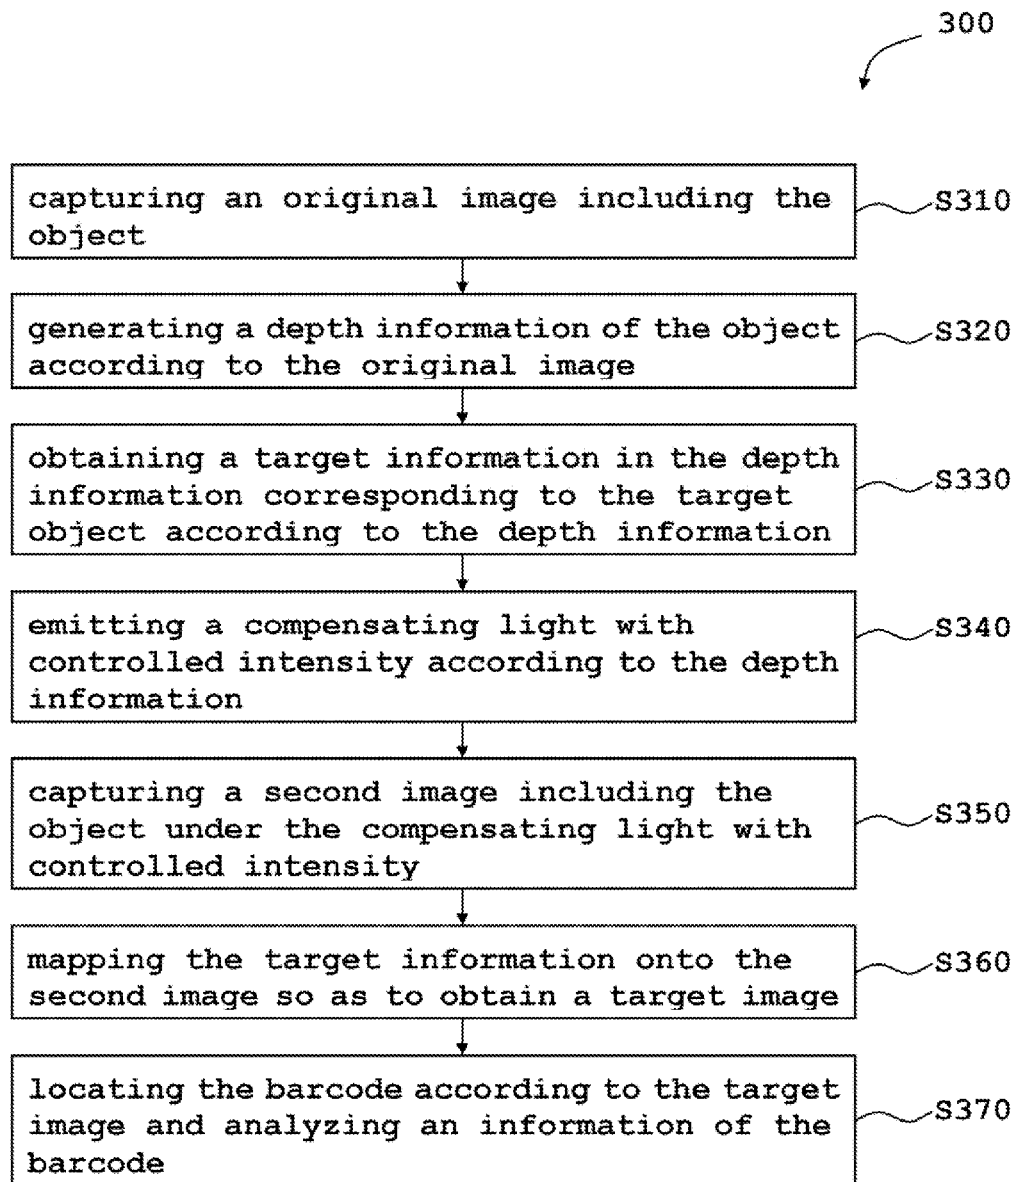 300
capturing an original image including the
object
S310
generating a depth information of the object
according to the original image
S320
obtaining a target information in the depth
information corresponding to the target
object according to the depth information
S330
emitting a compensating light with
controlled intensity according to the depth
information
S340
capturing a second image including the
object under the compensating light with
controlled intensity
S350
mapping the target information onto the
second image so as to obtain a target image
S360
locating the barcode according to the target
image and analyzing an information of the
barcode
S370